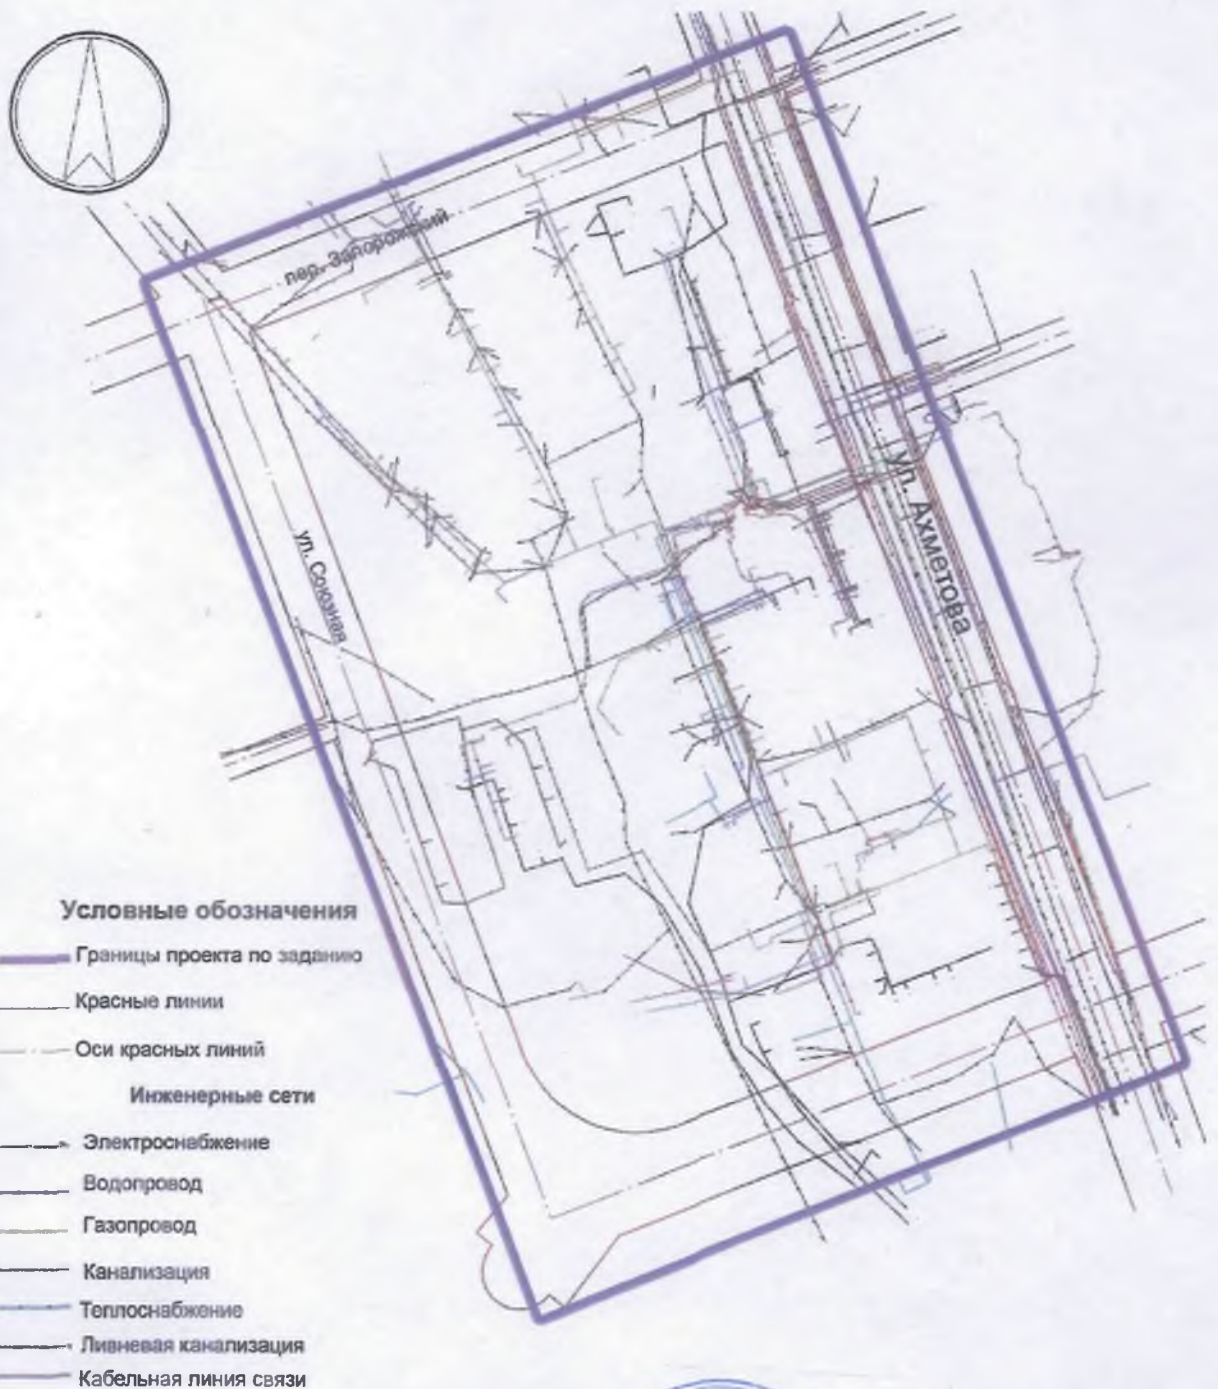 пер. Запорожский
ул. Ахметова
ул. Союзная
Условные обозначения
Границы проекта по заданию
Красные линии
Оси красных линий
Инженерные сети
Электроснабжение
Водопровод
Газопровод
Канализация
Теплоснабжение
Ливневая канализация
Кабельная линия связи